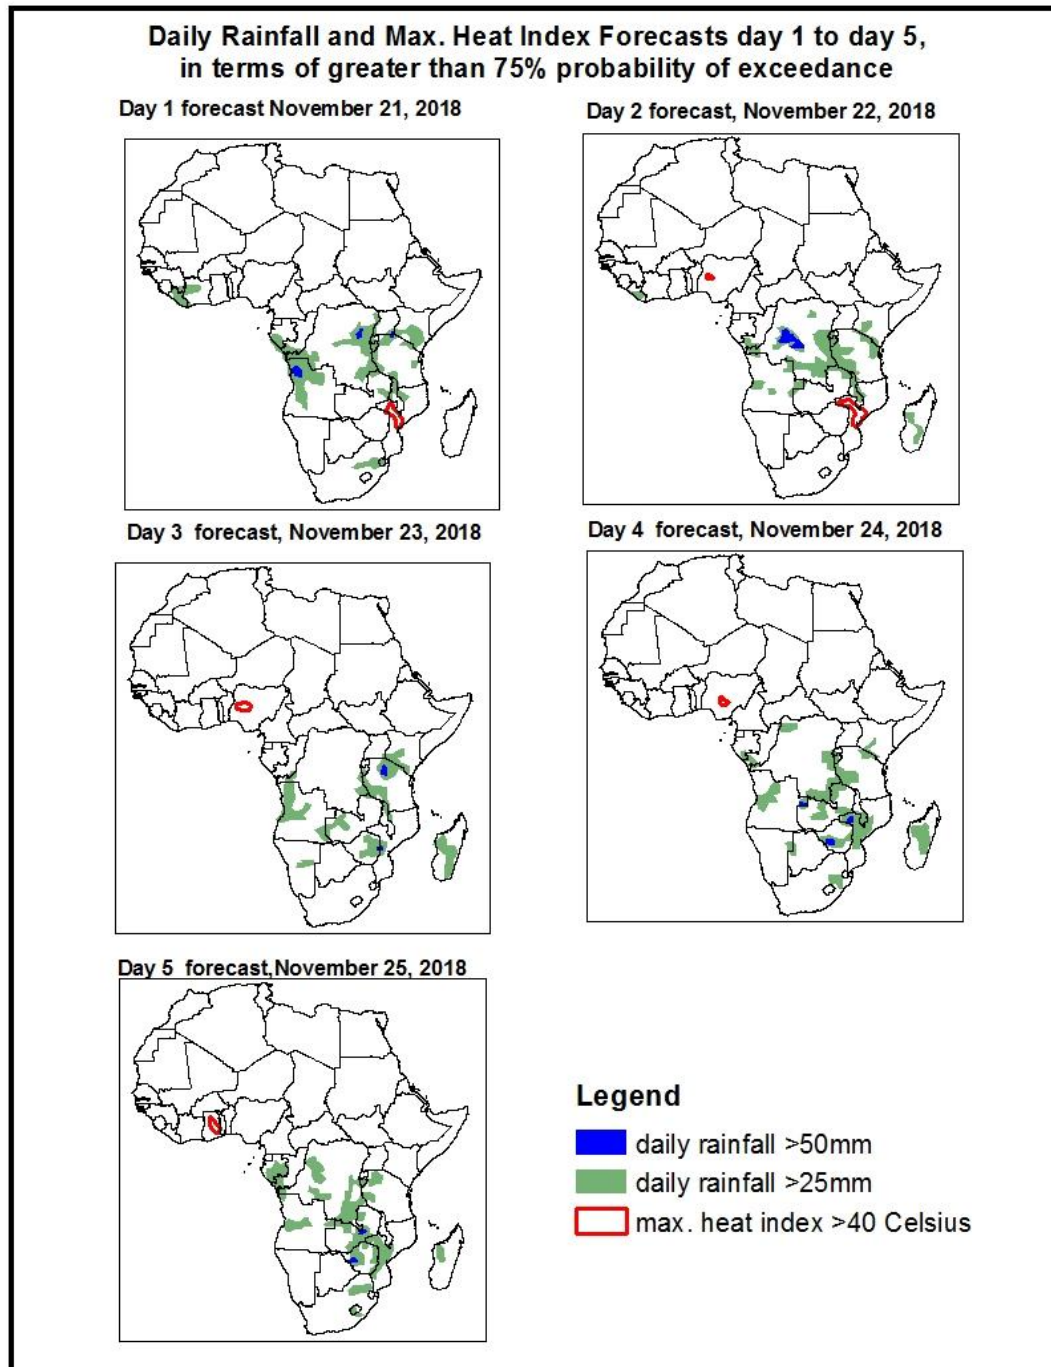 Daily Rainfall and Max. Heat Index Forecasts day 1 to day 5,
in terms of greater than 75% probability of exceedance
Day 1 forecast November 21, 2018
Day 2 forecast, November 22, 2018
Day 3 forecast, November 23, 2018
Day 4 forecast, November 24, 2018
Day 5 forecast,November 25, 2018
Legend
daily rainfall >50mm
daily rainfall >25mm
max. heat index >40 Celsius